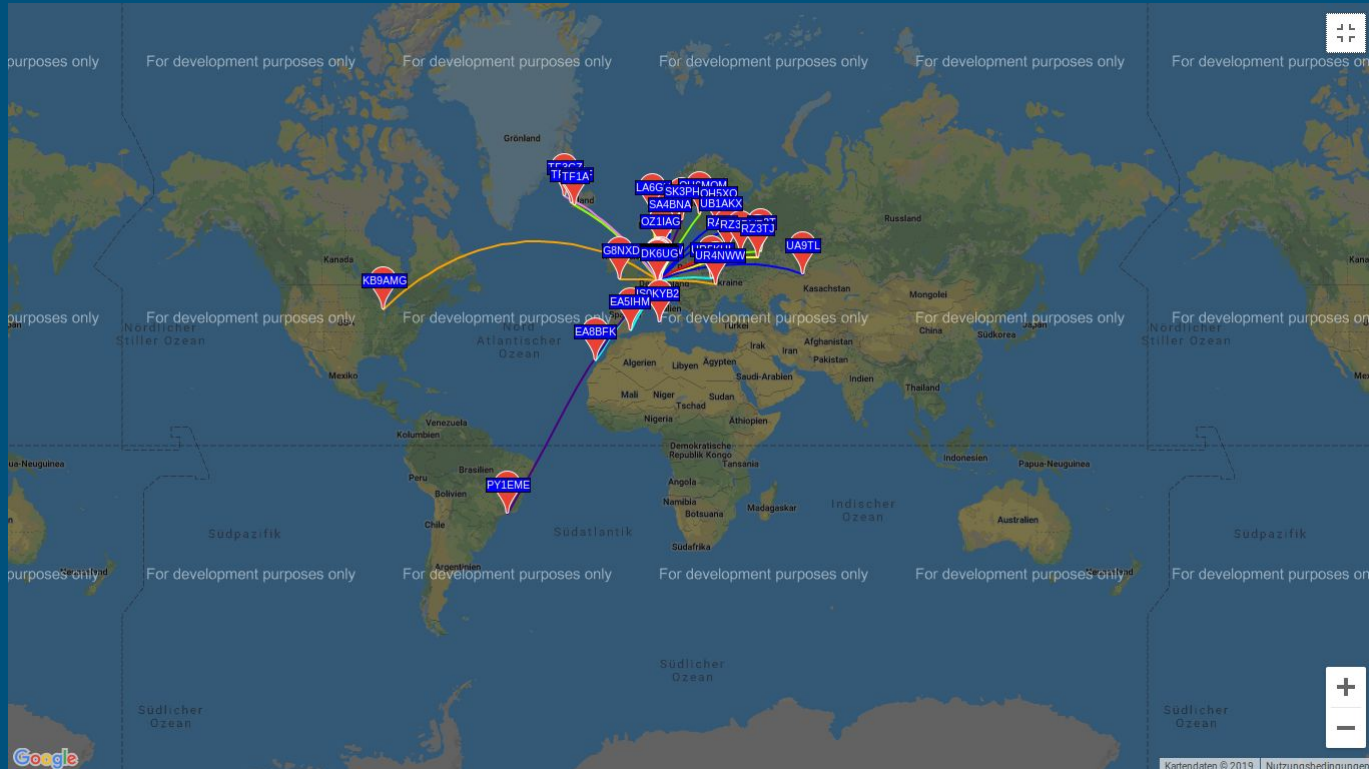 purposes only For development purposes only For development purposes only For development purposes only For development purposes only For development purposes on
Grönland
TF3GZ
TF1A
LA6G
SK3PH
OH5XO
SA4BNA
UB1AKX
OZ1IAG
RZ3TJ
Russland
G8NXD
DK6UG
UR4NWW
UA9TL
KB9AMG
Kanada
Kasachstan
Mongolei
IS0KYB2
EA5IHM
purposes only For development purposes only For development purposes only For development purposes only For development purposes only For development purposes on
Nördlicher
Stiller Ozean
Nord
Atlantischer
Ozean
EA8BFK
Türkei
China
Südkorea
Japan
Nördlicher
Stiller Ozean
Irak
Iran
Afghanistan
Pakistan
Algerien
Libyen
Ägypten
Saudi-Arabien
Indien
Thailand
Mexiko
Mali
Niger
Tschad
Sudan
Nigeria
Äthiopien
Venezuela
Kolumbien
Demokratische
Republik Kongo
Tansania
Indonesien
Papua-Neuguinea
ua-Neuguinea
Peru
Brasilien
Bolivien
PY1EME
Angola
Namibia
Botsuana
Madagaskar
Indischer
Ozean
Australien
Chile
Südpazifik
Südatlantik
Südafrika
Südpazifik
Argentinien
purposes only For development purposes only For development purposes only For development purposes only For development purposes only For development purposes on
Neuseeland
Südlicher
Ozean
Südlicher
Ozean
Südlicher
Ozean
Google
Kartendaten © 2019 Nutzungsbedingungen